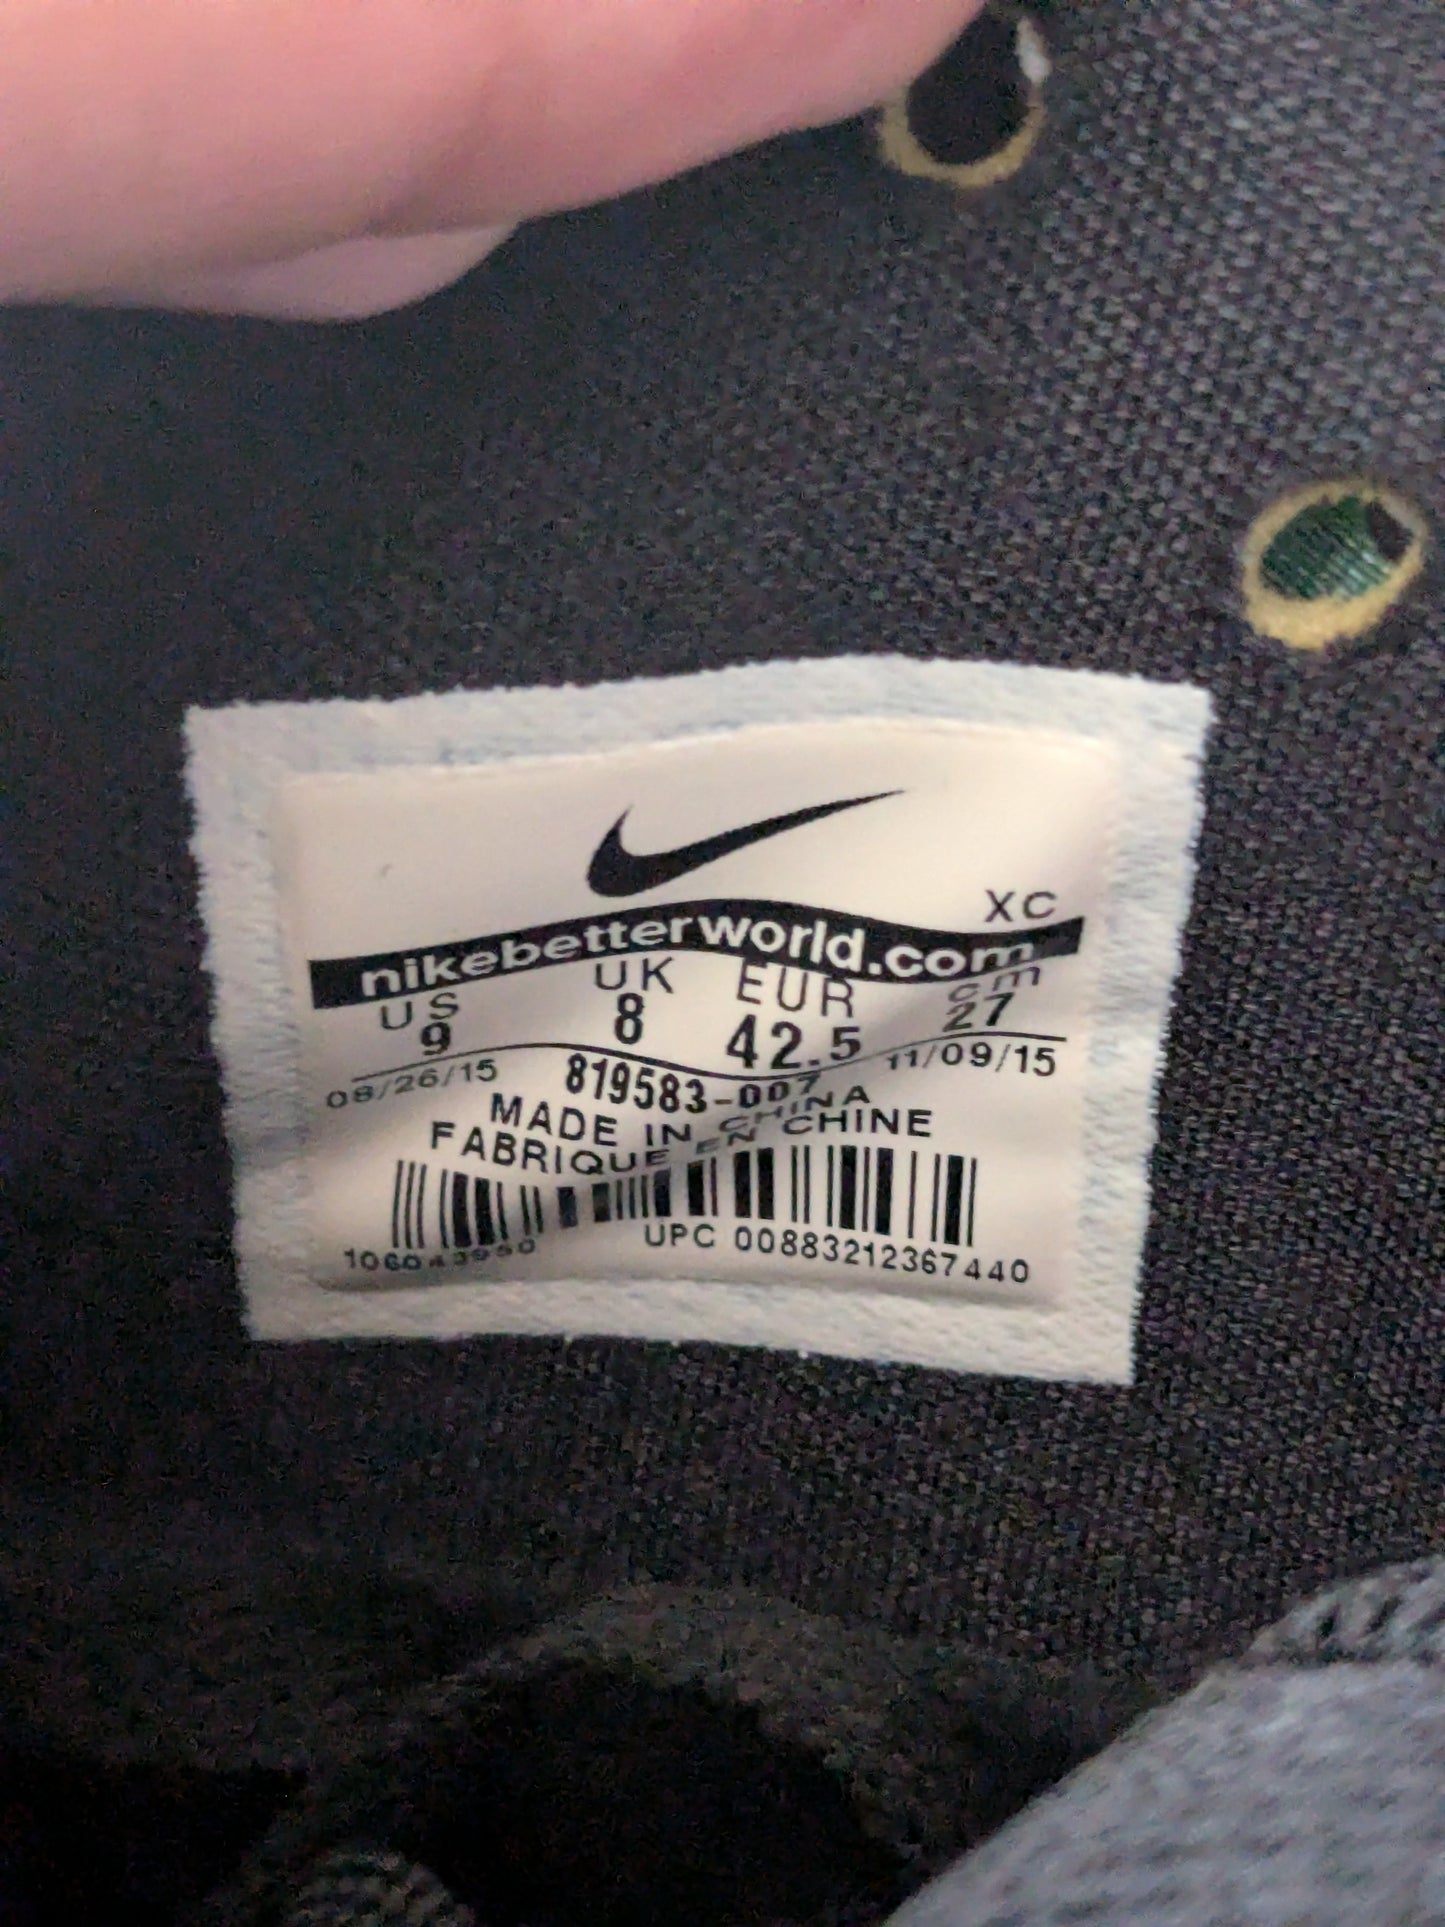 XC
nikebetterworld.com
US UK EUR cm
9 8 42.5 27
08/26/15 819583-007 11/09/15
MADE IN CHINA
FABRIQUE EN CHINE
UPC 00883212367440